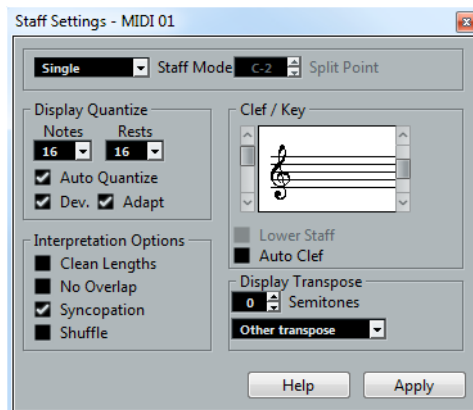 Staff Settings - MIDI 01
Single Staff Mode C-2 Split Point
Display Quantize
Notes Rests
16 16
Auto Quantize
Dev. Adapt
Interpretation Options
Clean Lengths
No Overlap
Syncopation
Shuffle
Clef / Key
Lower Staff
Auto Clef
Display Transpose
0 Semitones
Other transpose
Help Apply